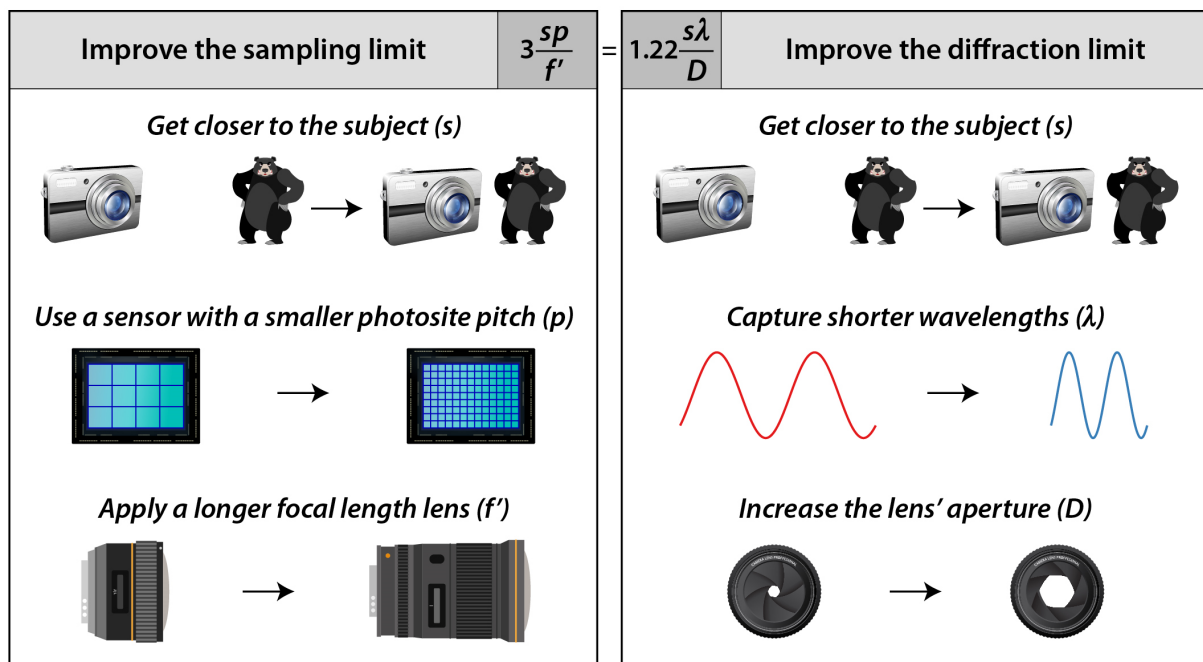 Improve the sampling limit
3 sp/f' = 1.22 sλ/D
Improve the diffraction limit
Get closer to the subject (s)
Use a sensor with a smaller photosite pitch (p)
Apply a longer focal length lens (f')
Get closer to the subject (s)
Capture shorter wavelengths (λ)
Increase the lens' aperture (D)